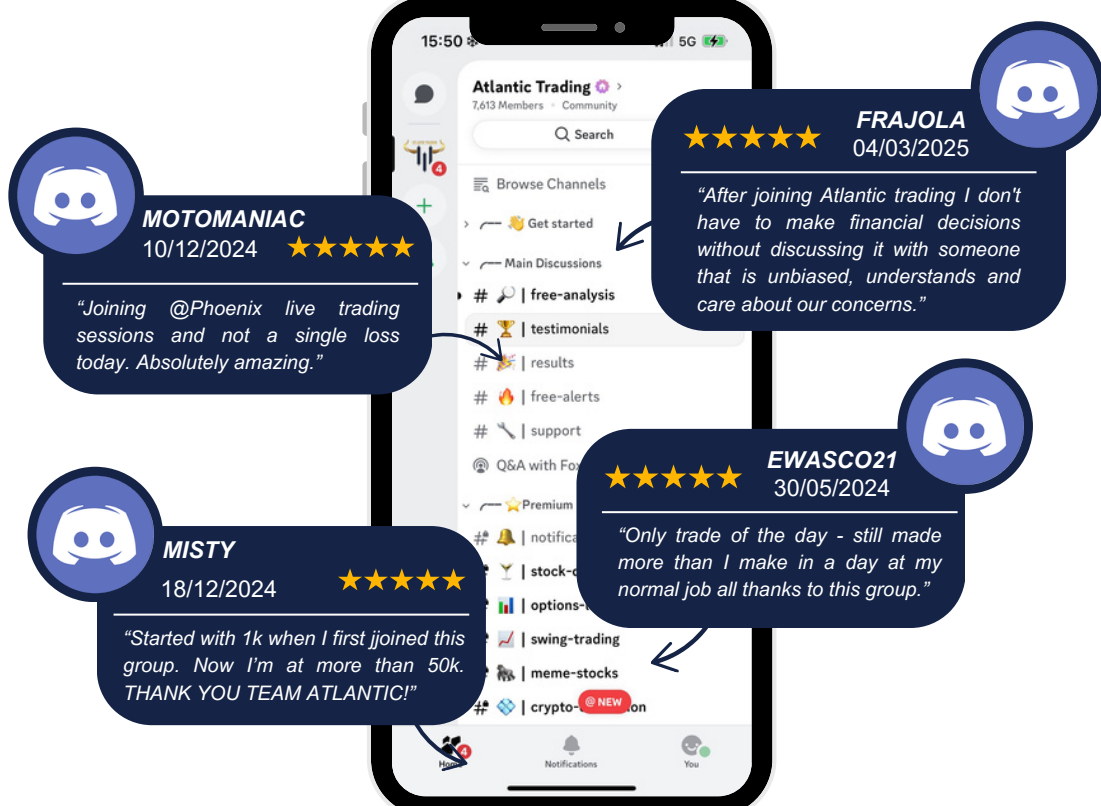 15:50
5G
Atlantic Trading
7,613 Members Community
Search
Browse Channels
Get started
Main Discussions
# | free-analysis
# | testimonials
# | results
# | free-alerts
# | support
Q&A with
Premium
# |
| swing-trading
| meme-stocks
# |
@ NEW
4
4
Notifications
You
MOTOMANIAC
10/12/2024
“Joining @Phoenix live trading
sessions and not a single loss
today. Absolutely amazing.”
FRAJOLA
04/03/2025
“After joining Atlantic trading I don't
have to make financial decisions
without discussing it with someone
that is unbiased, understands and
care about our concerns.”
EWASCO21
30/05/2024
“Only trade of the day - still made
more than I make in a day at my
normal job all thanks to this group.”
MISTY
18/12/2024
“Started with 1k when I first jjoined this
group. Now I’m at more than 50k.
THANK YOU TEAM ATLANTIC!”